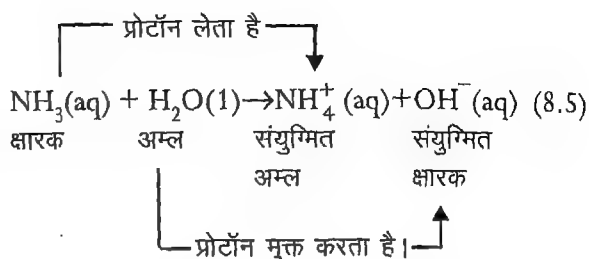 प्रोटॉन लेता है
NH₃(aq) + H₂O(1)→NH₄⁺ (aq)+OH⁻(aq) (8.5)
क्षारक अम्ल संयुग्मित संयुग्मित
अम्ल क्षारक
प्रोटॉन मुक्त करता है।